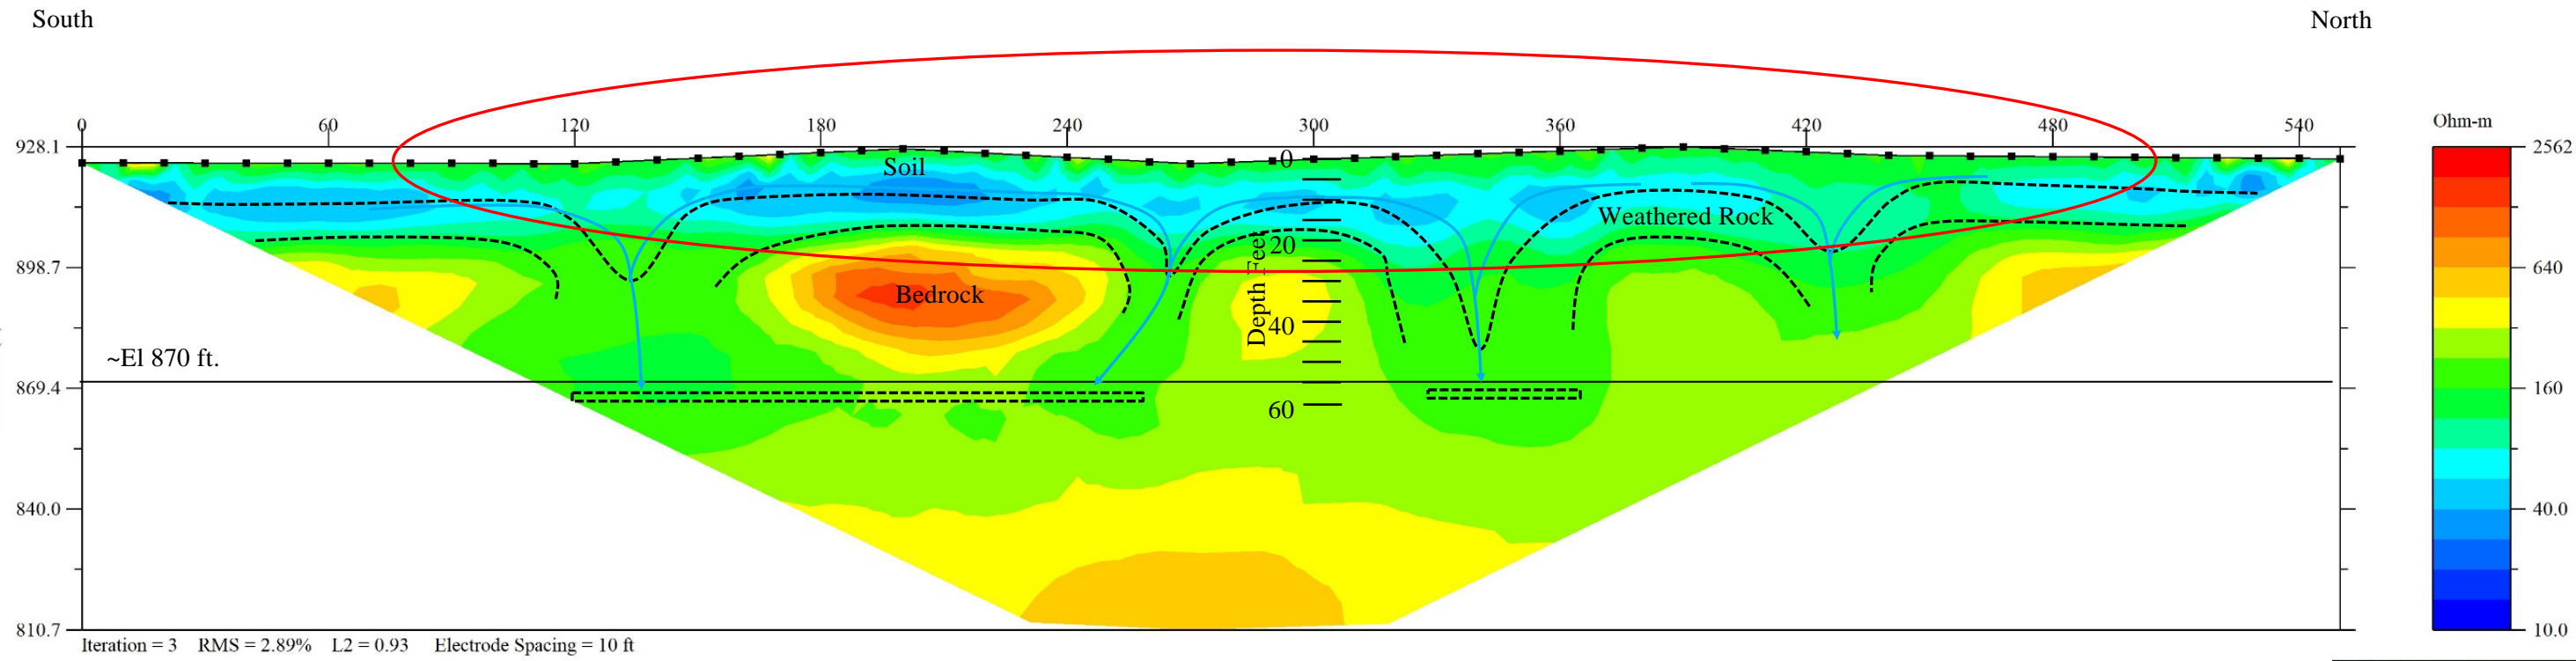 South
North
0 60 120 180 240 300 360 420 480 540
Ohm-m
928.1
898.7
869.4
840.0
810.7
2562
640
160
40.0
10.0
Soil
Weathered Rock
Bedrock
0
20
40
60
Depth Feet
~El 870 ft.
Iteration = 3 RMS = 2.89% L2 = 0.93 Electrode Spacing = 10 ft